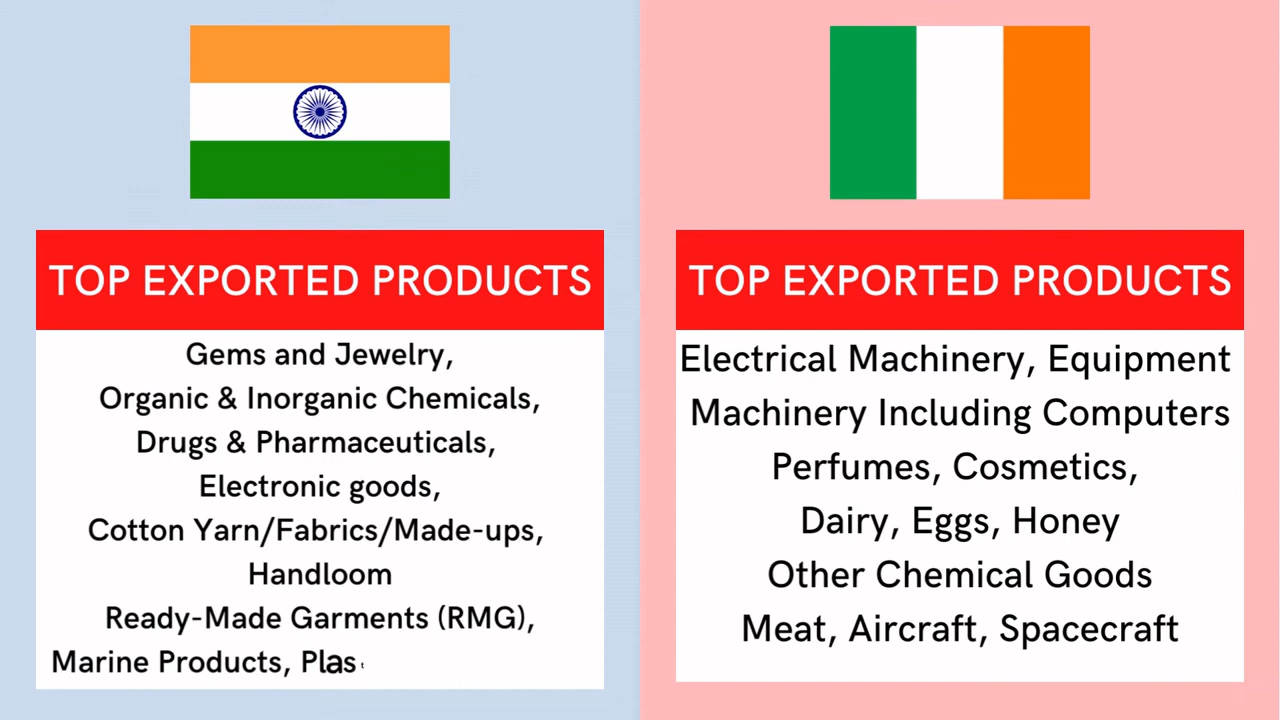 TOP EXPORTED PRODUCTS
Gems and Jewelry,
Organic & Inorganic Chemicals,
Drugs & Pharmaceuticals,
Electronic goods,
Cotton Yarn/Fabrics/Made-ups,
Handloom
Ready-Made Garments (RMG),
Marine Products, Plast
TOP EXPORTED PRODUCTS
Electrical Machinery, Equipment
Machinery Including Computers
Perfumes, Cosmetics,
Dairy, Eggs, Honey
Other Chemical Goods
Meat, Aircraft, Spacecraft